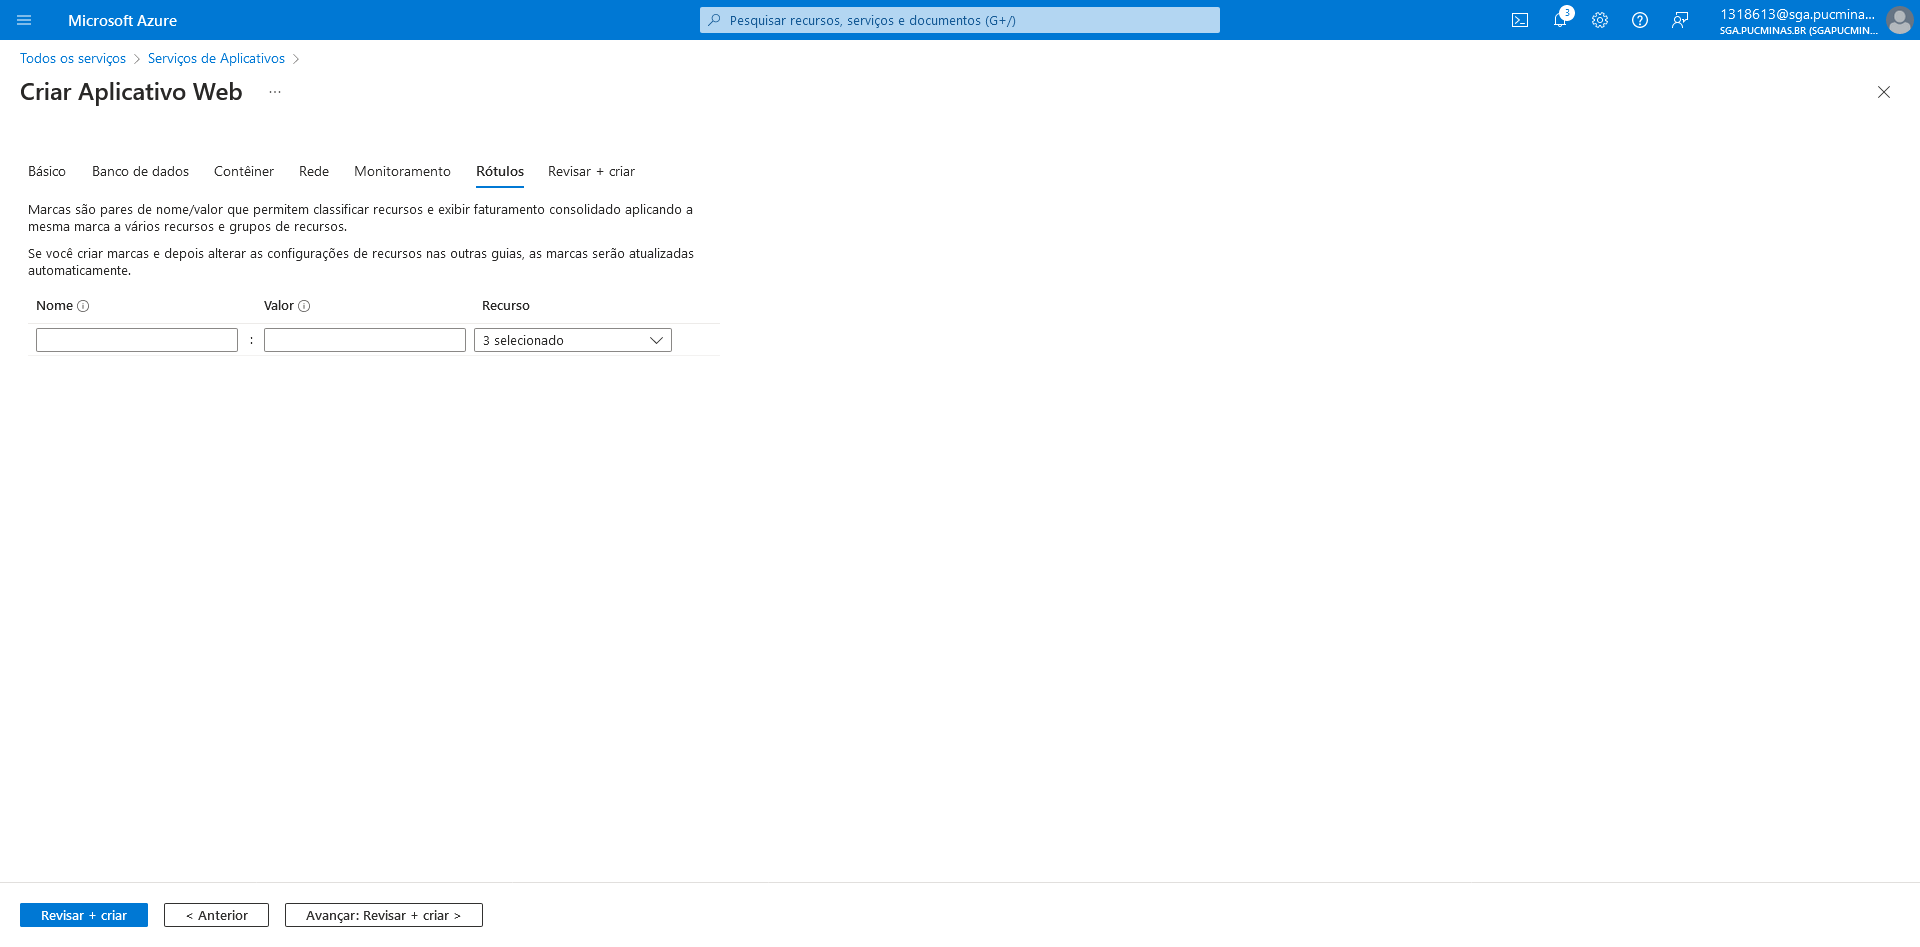 Microsoft Azure
Pesquisar recursos, serviços e documentos (G+/)
3
1318613@sga.pucmina...
SGA.PUCMINAS.BR (SGAPUCMIN...
Todos os serviços > Serviços de Aplicativos >
Criar Aplicativo Web ...
Básico Banco de dados Contêiner Rede Monitoramento Rótulos Revisar + criar
Marcas são pares de nome/valor que permitem classificar recursos e exibir faturamento consolidado aplicando a
mesma marca a vários recursos e grupos de recursos.
Se você criar marcas e depois alterar as configurações de recursos nas outras guias, as marcas serão atualizadas
automaticamente.
Nome Valor Recurso
: 3 selecionado
Revisar + criar < Anterior Avançar: Revisar + criar >